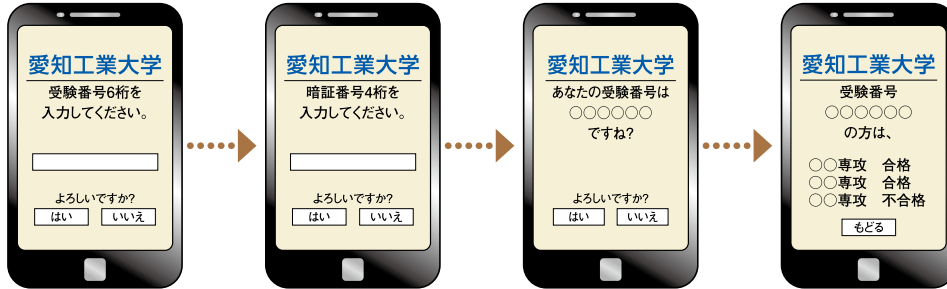 愛知工業大学
受験番号6桁を
入力してください。
よろしいですか?
はい
いいえ
愛知工業大学
暗証番号4桁を
入力してください。
よろしいですか?
はい
いいえ
愛知工業大学
あなたの受験番号は
○○○○○○
ですね?
よろしいですか?
はい
いいえ
愛知工業大学
受験番号
○○○○○○
の方は、
○○専攻 合格
○○専攻 合格
○○専攻 不合格
もどる